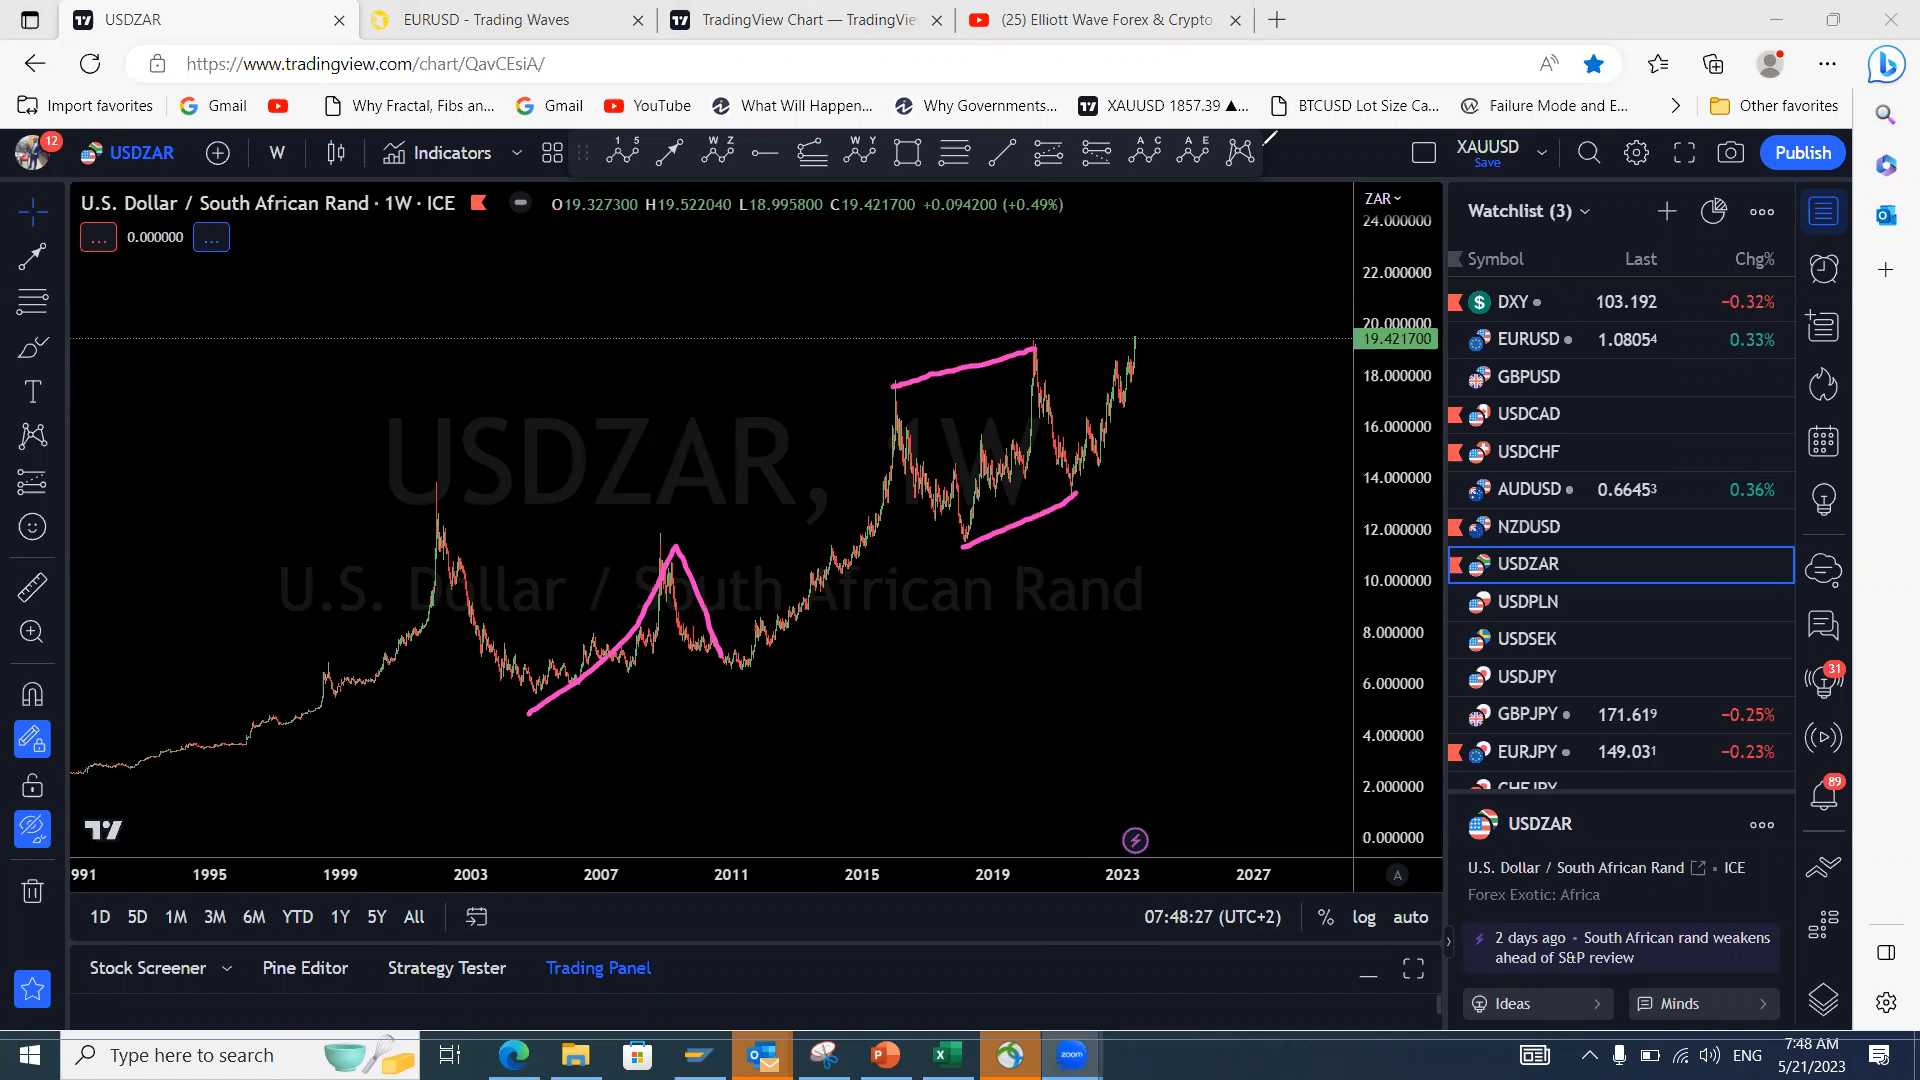 USDZAR
EURUSD - Trading Waves
TradingView Chart — TradingVie
(25) Elliott Wave Forex & Crypto
https://www.tradingview.com/chart/QavCEsiA/
Import favorites
Gmail
Why Fractal, Fibs an...
Gmail
YouTube
What Will Happen...
Why Governments...
XAUUSD 1857.39 ▲...
BTCUSD Lot Size Ca...
Failure Mode and E...
Other favorites
12
USDZAR
W
Indicators
1 5
W Z
W Y
A C
A E
XAUUSD
Save
Publish
U.S. Dollar / South African Rand · 1W · ICE
O19.327300 H19.522040 L18.995800 C19.421700 +0.094200 (+0.49%)
... 0.000000 ...
USDZAR, 1W
U.S. Dollar / South African Rand
ZAR
24.000000
22.000000
20.000000
19.421700
18.000000
16.000000
14.000000
12.000000
10.000000
8.000000
6.000000
4.000000
2.000000
0.000000
991 1995 1999 2003 2007 2011 2015 2019 2023 2027
A
1D 5D 1M 3M 6M YTD 1Y 5Y All
07:48:27 (UTC+2)
% log auto
Stock Screener
Pine Editor
Strategy Tester
Trading Panel
Watchlist (3)
Symbol Last Chg%
DXY 103.192 −0.32%
EURUSD 1.08054 0.33%
GBPUSD
USDCAD
USDCHF
AUDUSD 0.66453 0.36%
NZDUSD
USDZAR
USDPLN
USDSEK
USDJPY
GBPJPY 171.619 −0.25%
EURJPY 149.031 −0.23%
CHFJPY
USDZAR
U.S. Dollar / South African Rand • ICE
Forex Exotic: Africa
2 days ago • South African rand weakens
ahead of S&P review
Ideas
Minds
31
89
Type here to search
zoom
ENG
7:48 AM
5/21/2023